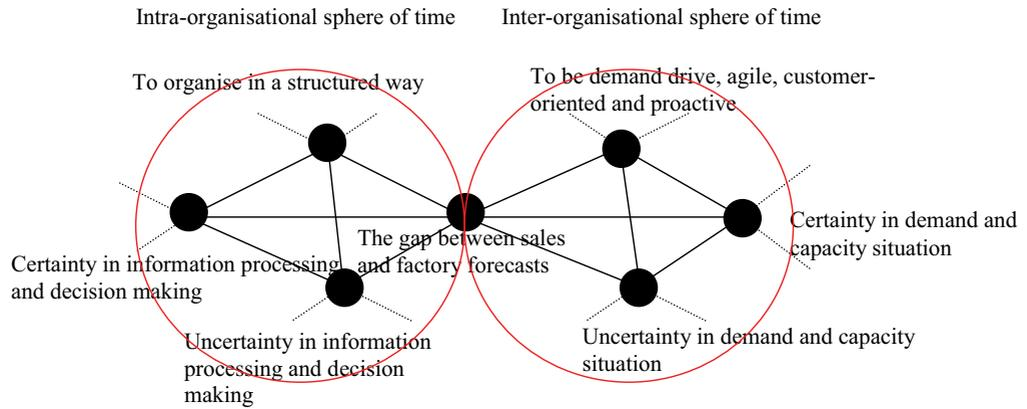 Intra-organisational sphere of time
Inter-organisational sphere of time
To organise in a structured way
To be demand drive, agile, customer-
oriented and proactive
Certainty in demand and
capacity situation
The gap between sales
and factory forecasts
Certainty in information processing
and decision making
Uncertainty in information
processing and decision
making
Uncertainty in demand and capacity
situation